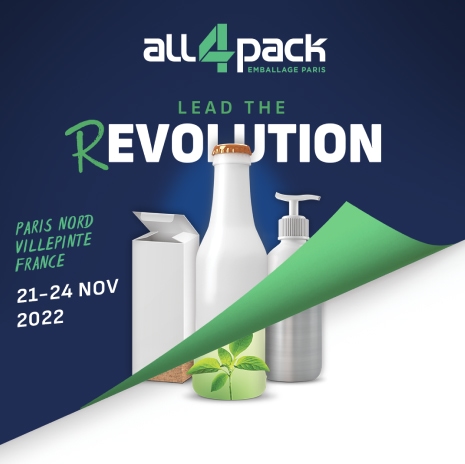 all4pack
EMBALLAGE PARIS
LEAD THE
REVOLUTION
PARIS NORD
VILLEPINTE
FRANCE
21-24 NOV
2022